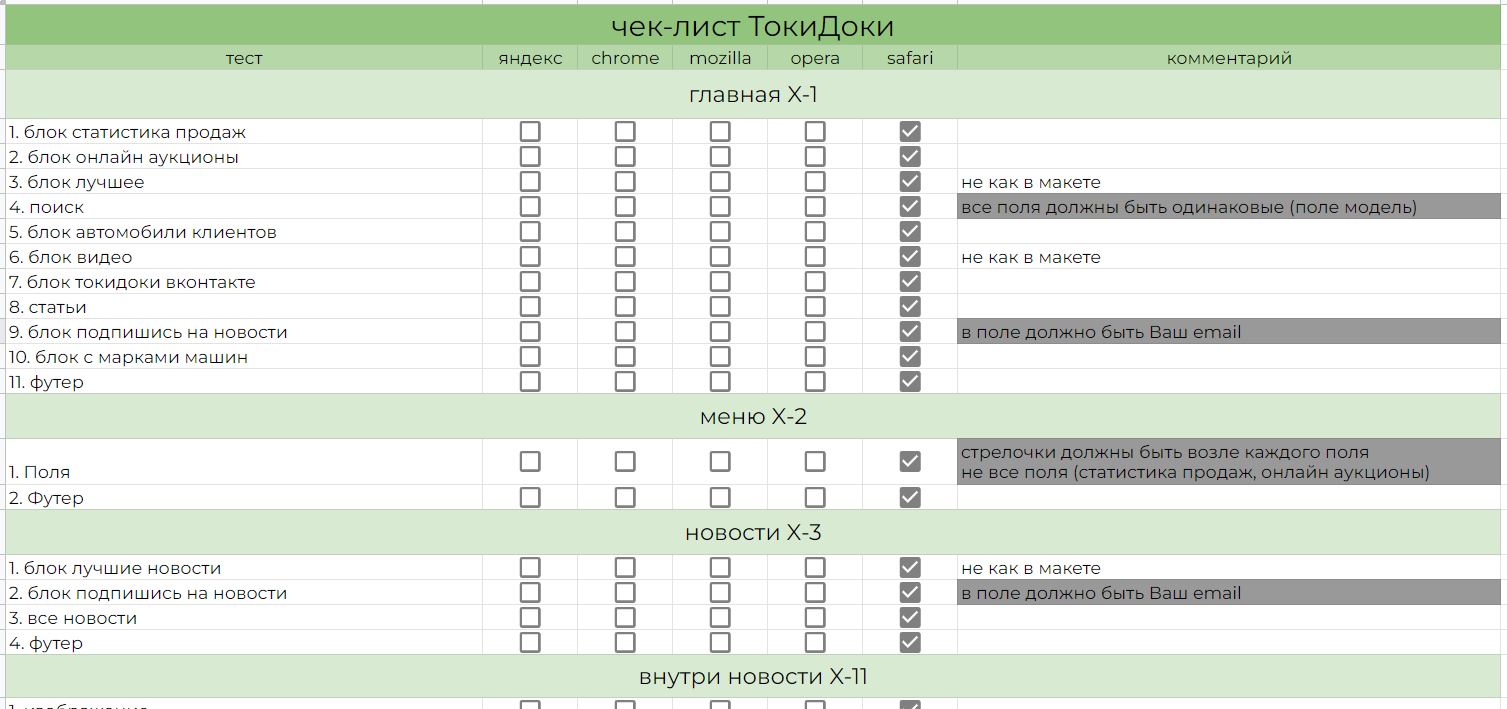 чек-лист ТокиДоки
тест яндекс chrome mozilla opera safari комментарий
главная Х-1
1. блок статистика продаж
2. блок онлайн аукционы
3. блок лучшее не как в макете
4. поиск все поля должны быть одинаковые (поле модель)
5. блок автомобили клиентов
6. блок видео не как в макете
7. блок токидоки вконтакте
8. статьи
9. блок подпишись на новости в поле должно быть Ваш email
10. блок с марками машин
11. футер
меню Х-2
стрелочки должны быть возле каждого поля
1. Поля не все поля (статистика продаж, онлайн аукционы)
2. Футер
новости Х-3
1. блок лучшие новости не как в макете
2. блок подпишись на новости в поле должно быть Ваш email
3. все новости
4. футер
внутри новости Х-11